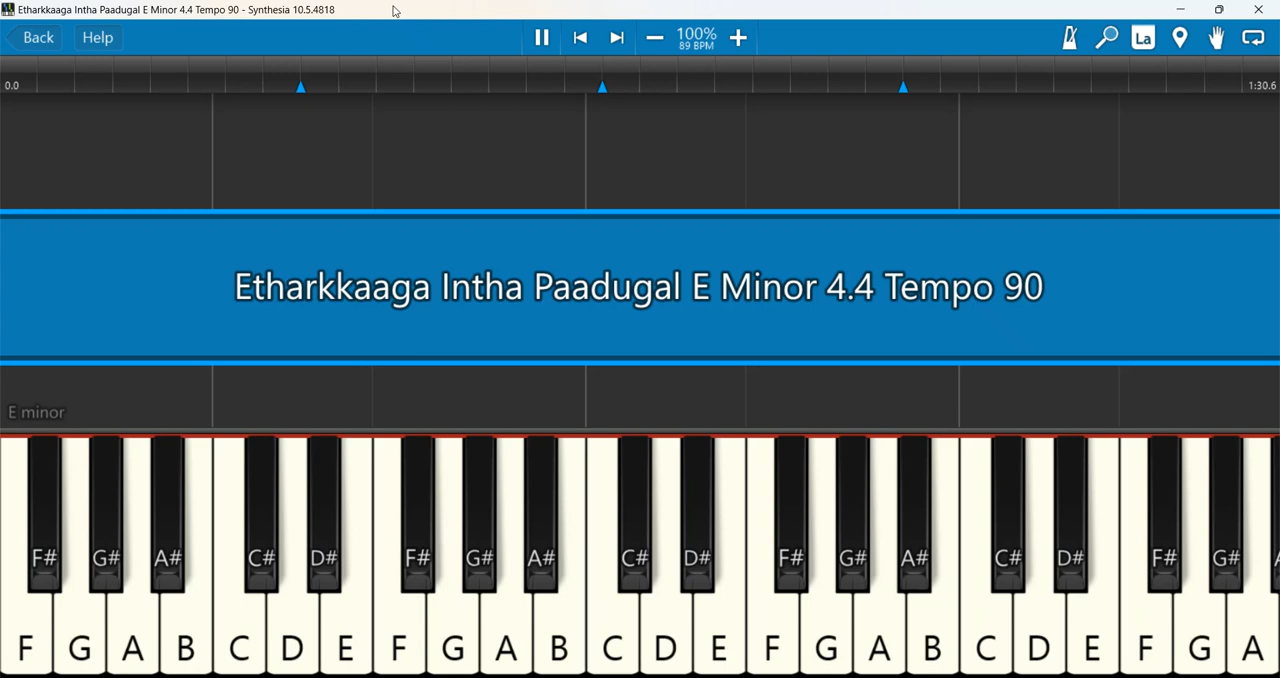 Etharkkaaga Intha Paadugal E Minor 4.4 Tempo 90 - Synthesia 10.5.4818
Back Help 100% La
89 BPM
0.0 1:30.6
Etharkkaaga Intha Paadugal E Minor 4.4 Tempo 90
E minor
F# G# A# C# D# F# G# A# C# D# F# G# A# C# D# F# G# A
F G A B C D E F G A B C D E F G A B C D E F G A